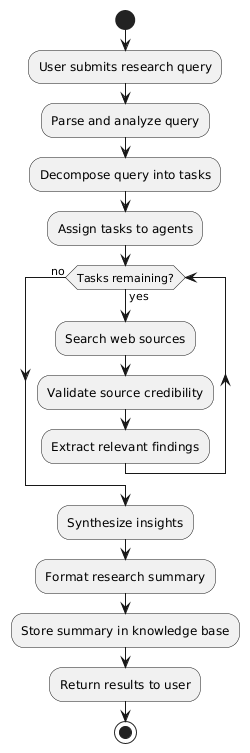 User submits research query
Parse and analyze query
Decompose query into tasks
Assign tasks to agents
no
Tasks remaining?
yes
Search web sources
Validate source credibility
Extract relevant findings
Synthesize insights
Format research summary
Store summary in knowledge base
Return results to user